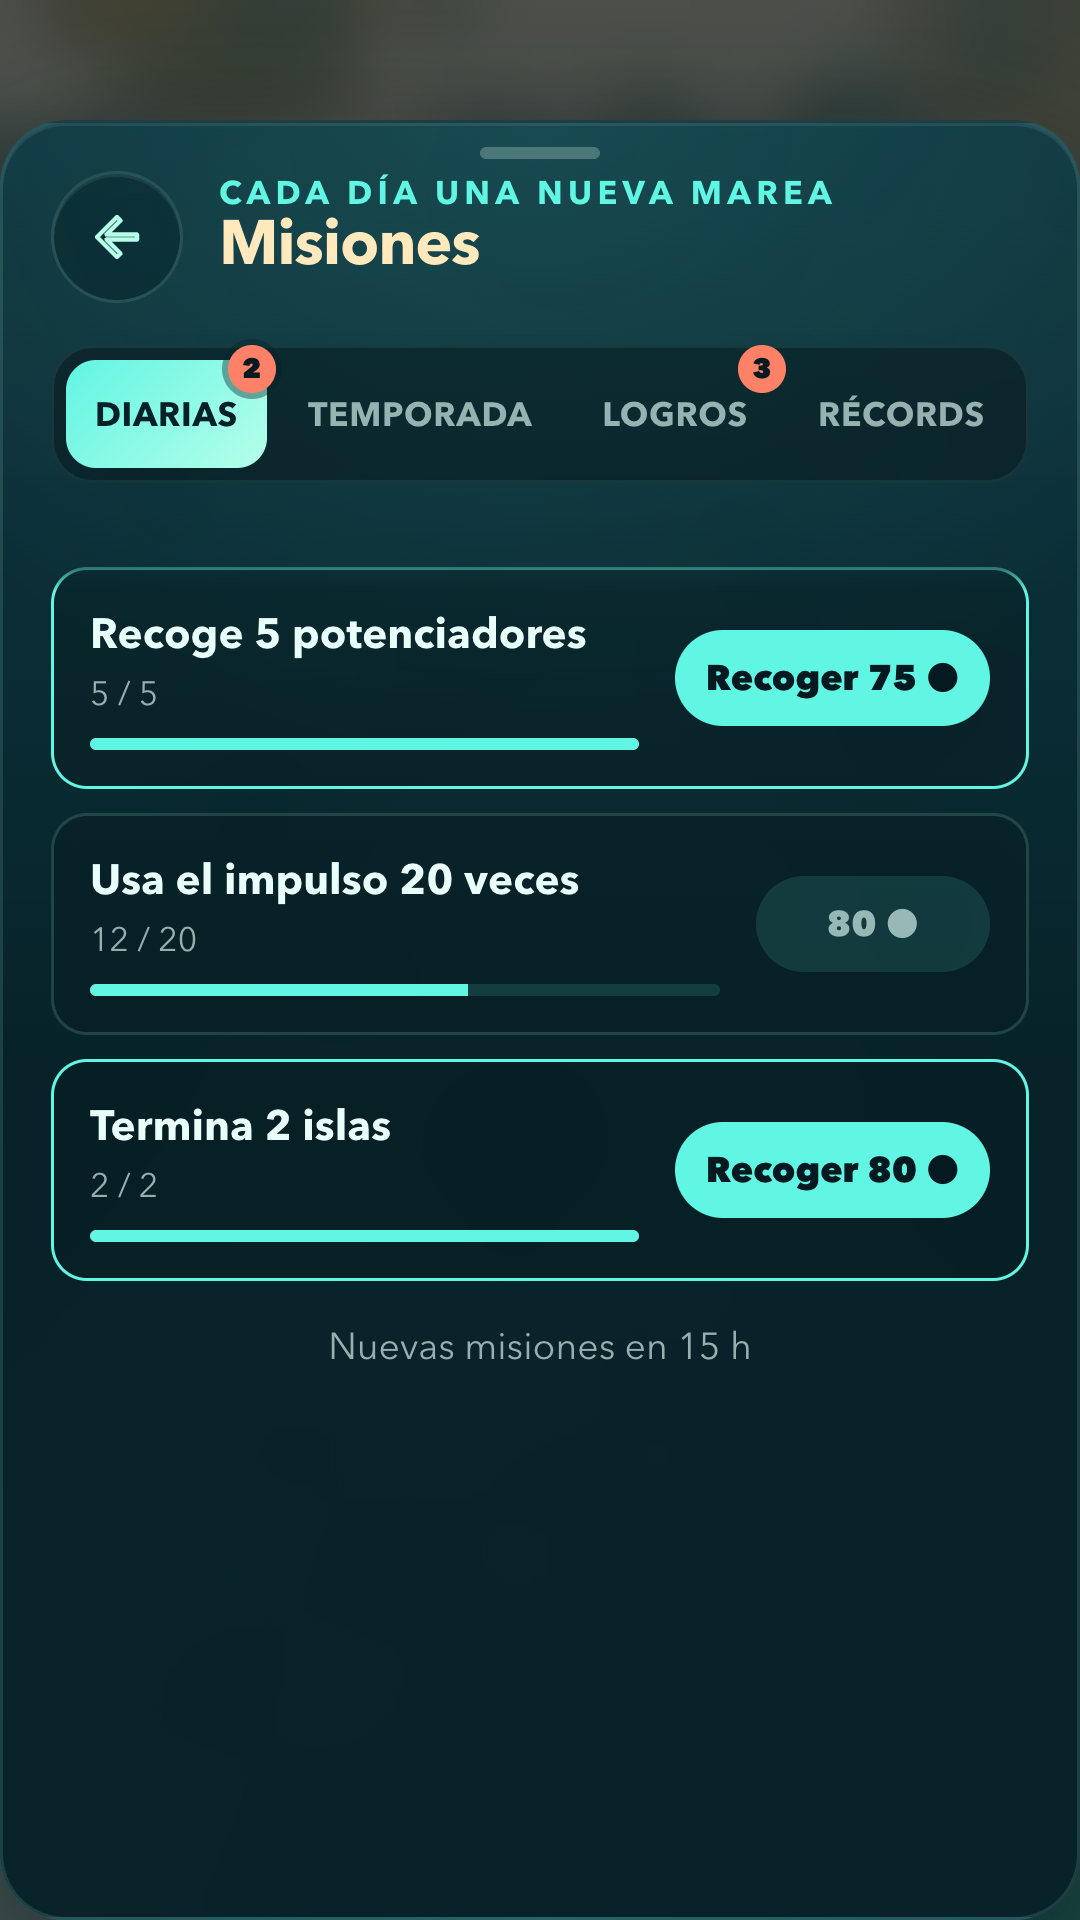 CADA DÍA UNA NUEVA MAREA
Misiones
DIARIAS 2 TEMPORADA LOGROS 3 RÉCORDS
Recoge 5 potenciadores
5 / 5
Recoger 75
Usa el impulso 20 veces
12 / 20
80
Termina 2 islas
2 / 2
Recoger 80
Nuevas misiones en 15 h